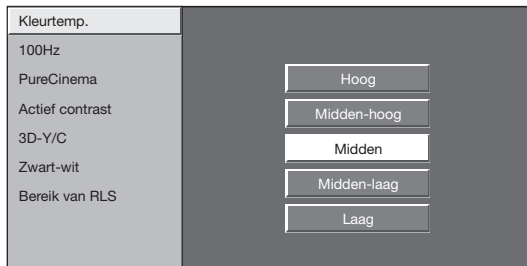 Kleurtemp.
100Hz
PureCinema
Actief contrast
3D-Y/C
Zwart-wit
Bereik van RLS
Hoog
Midden-hoog
Midden
Midden-laag
Laag